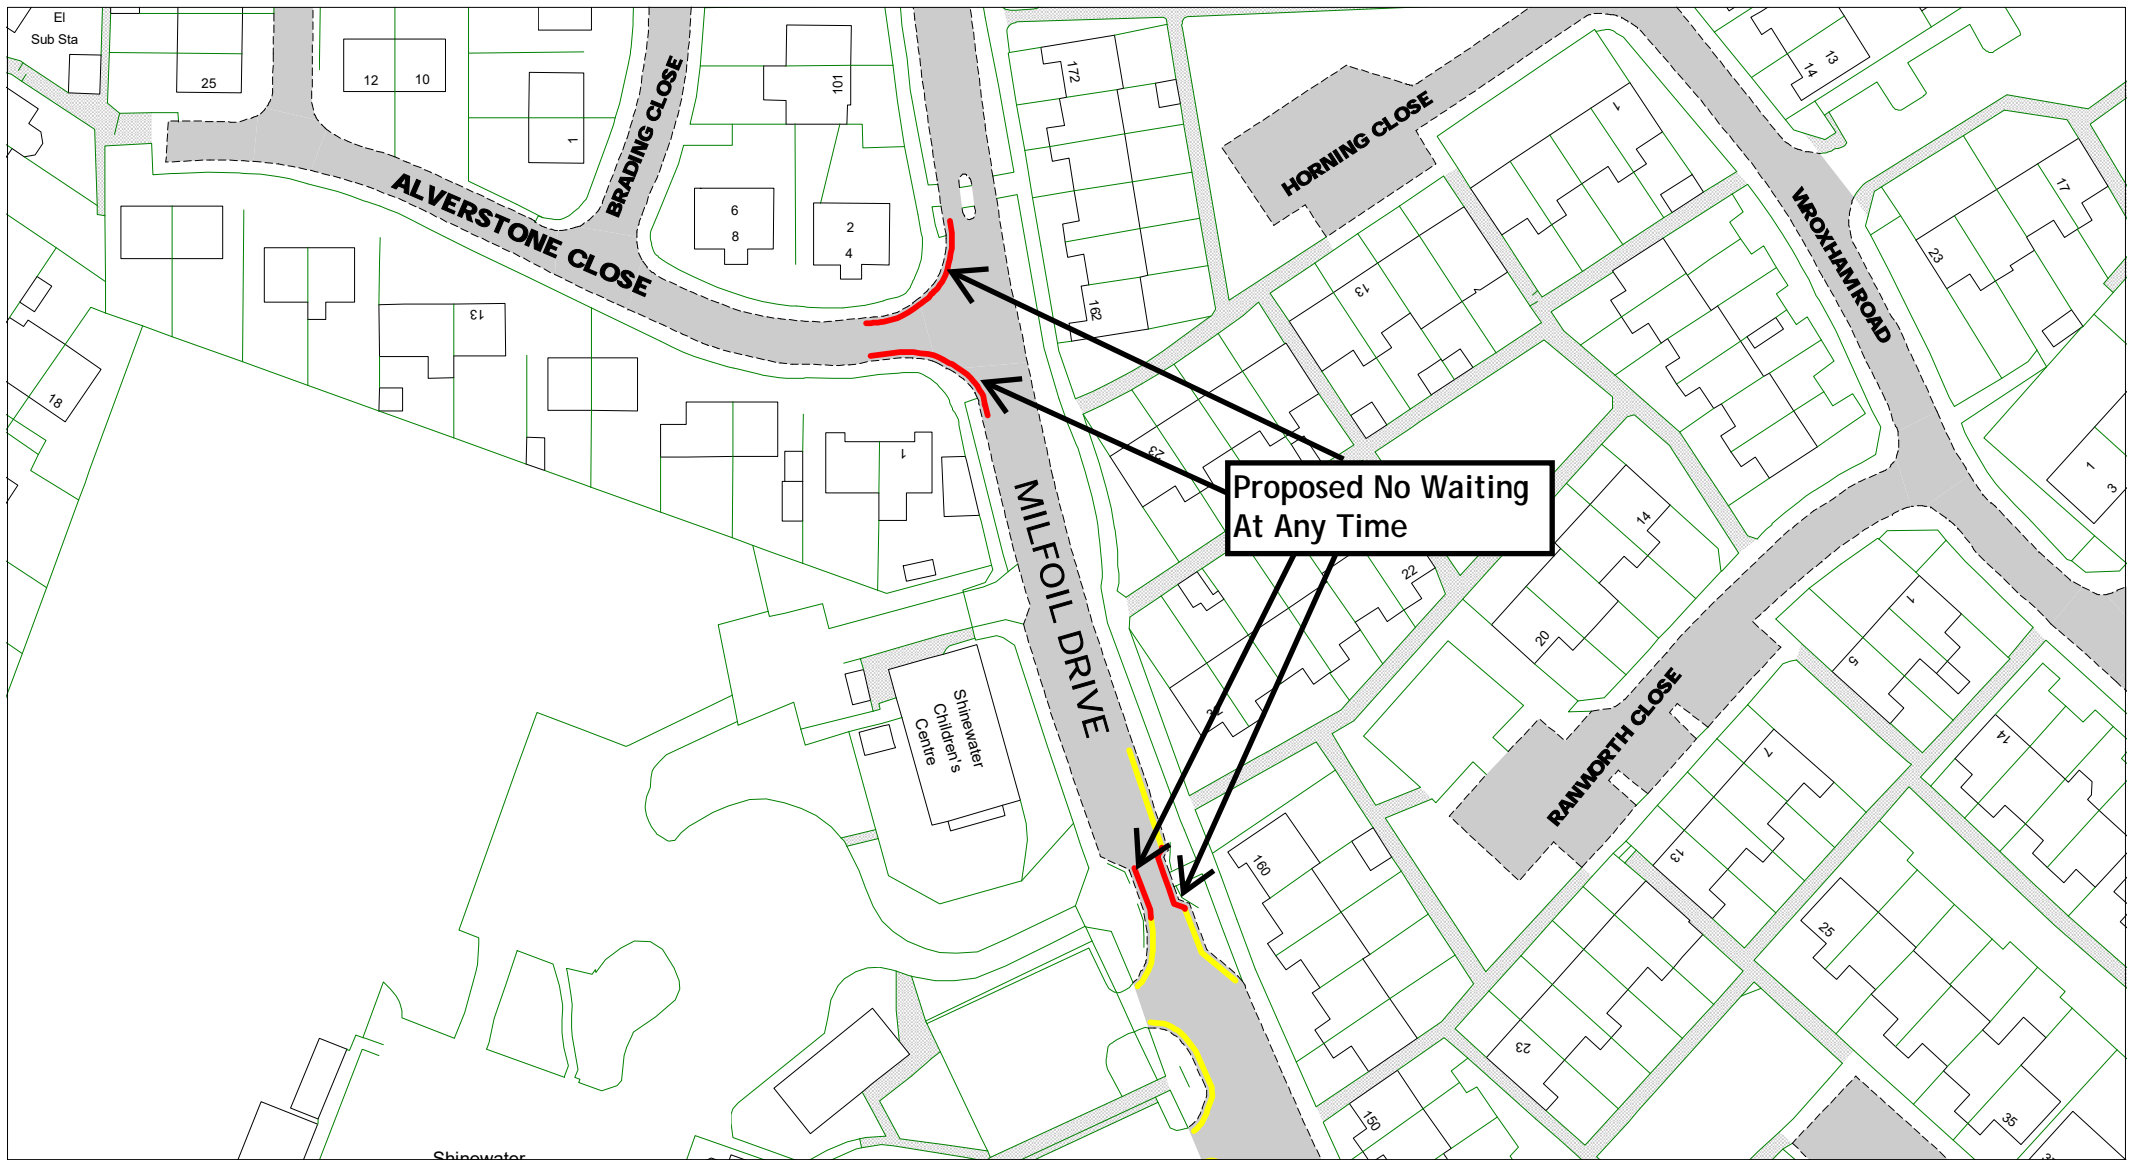 El
Sub Sta
25
12
10
1
101
172
13
14
1
17
23
BRADING CLOSE
HORNING CLOSE
WROXHAM ROAD
ALVERSTONE CLOSE
6
8
2
4
162
13
13
18
1
23
Proposed No Waiting
At Any Time
14
1
3
22
20
MILFOIL DRIVE
1
5
Shinewater
Children's
Centre
RANWORTH CLOSE
7
14
13
160
25
23
150
35
Shinewater